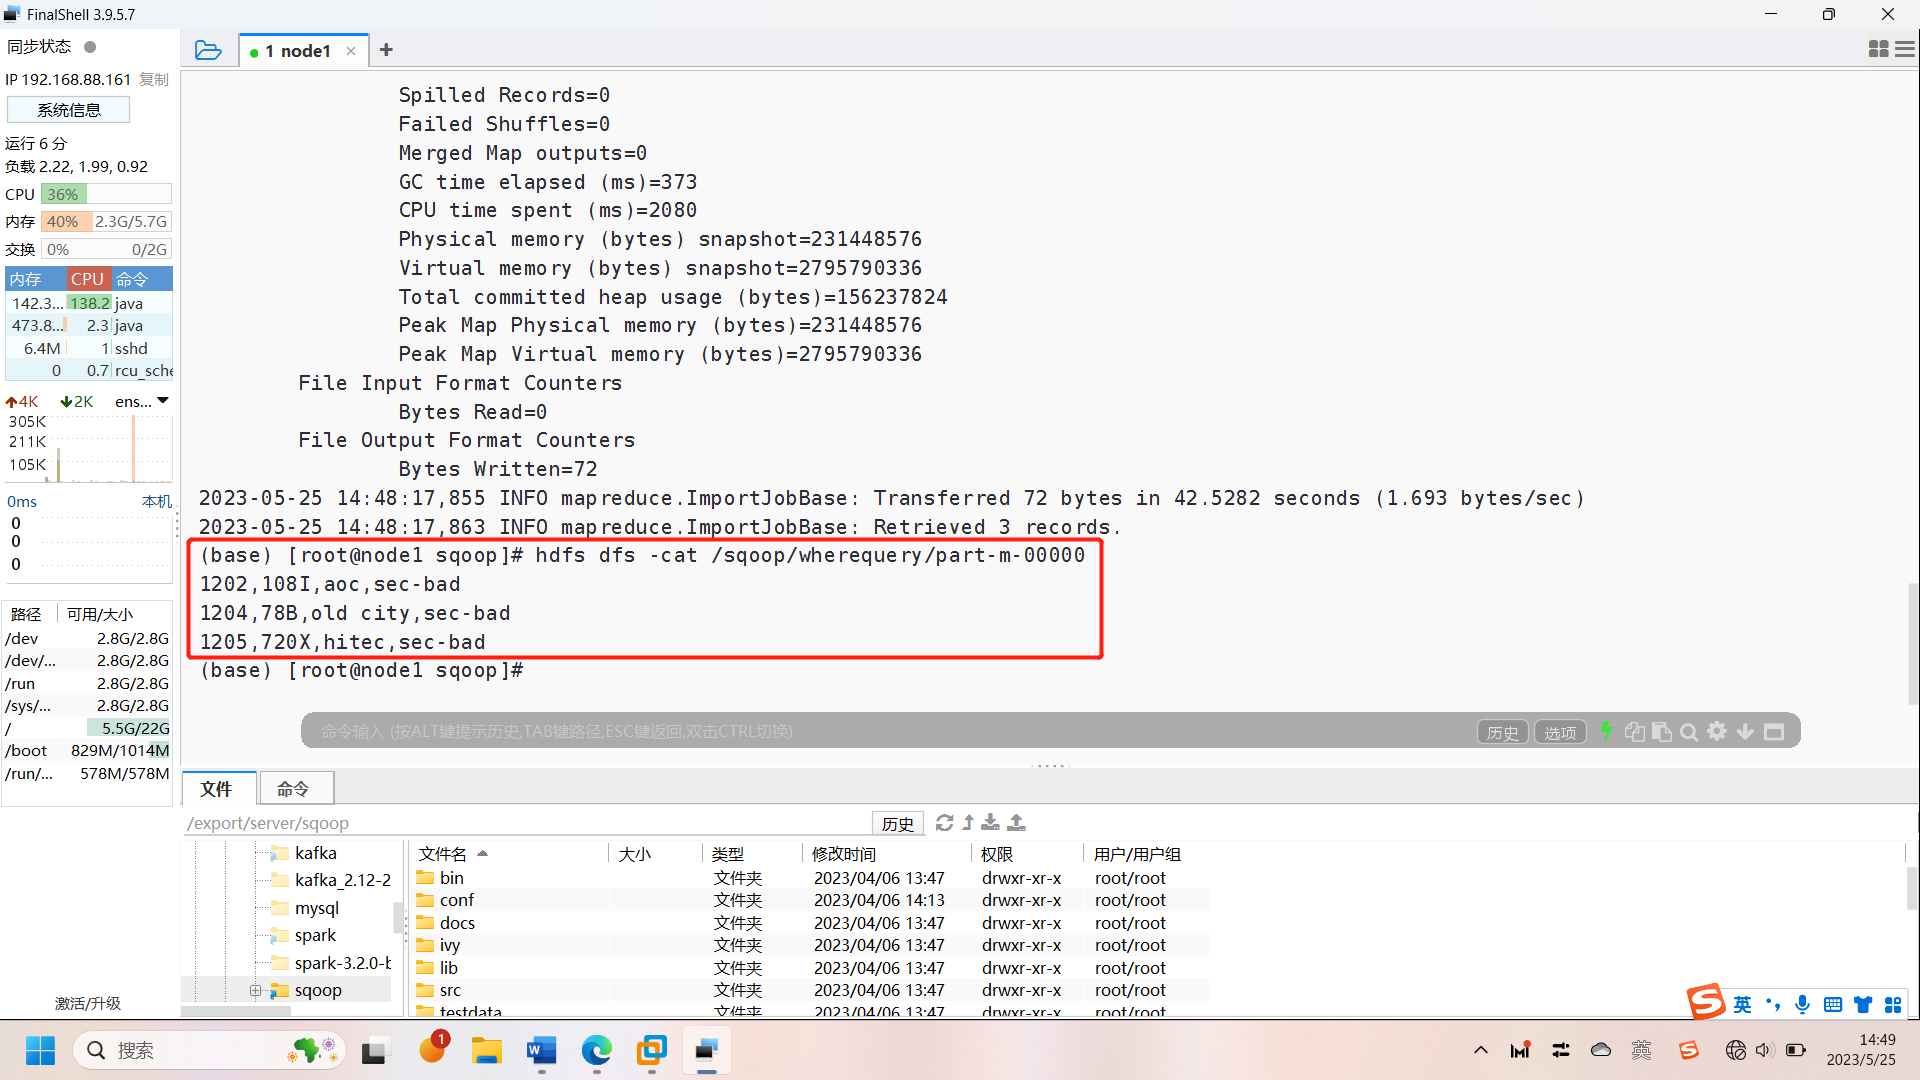 FinalShell 3.9.5.7
同步状态
IP 192.168.88.161 复制
系统信息
运行 6 分
负载 2.22, 1.99, 0.92
CPU 36%
内存 40% 2.3G/5.7G
交换 0% 0/2G
内存 CPU 命令
142.3... 138.2 java
473.8... 2.3 java
6.4M 1 sshd
0 0.7 rcu_sche
4K 2K ens...
305K
211K
105K
0ms 本机
0
0
0
路径 可用/大小
/dev 2.8G/2.8G
/dev/... 2.8G/2.8G
/run 2.8G/2.8G
/sys/... 2.8G/2.8G
/ 5.5G/22G
/boot 829M/1014M
/run/... 578M/578M
激活/升级
1 node1
Spilled Records=0
Failed Shuffles=0
Merged Map outputs=0
GC time elapsed (ms)=373
CPU time spent (ms)=2080
Physical memory (bytes) snapshot=231448576
Virtual memory (bytes) snapshot=2795790336
Total committed heap usage (bytes)=156237824
Peak Map Physical memory (bytes)=231448576
Peak Map Virtual memory (bytes)=2795790336
File Input Format Counters
Bytes Read=0
File Output Format Counters
Bytes Written=72
2023-05-25 14:48:17,855 INFO mapreduce.ImportJobBase: Transferred 72 bytes in 42.5282 seconds (1.693 bytes/sec)
2023-05-25 14:48:17,863 INFO mapreduce.ImportJobBase: Retrieved 3 records.
(base) [root@node1 sqoop]# hdfs dfs -cat /sqoop/wherequery/part-m-00000
1202,108I,aoc,sec-bad
1204,78B,old city,sec-bad
1205,720X,hitec,sec-bad
(base) [root@node1 sqoop]#
命令输入 (按ALT键提示历史,TAB键路径,ESC键返回,双击CTRL切换)
历史 选项
文件 命令
/export/server/sqoop 历史
kafka
kafka_2.12-2
mysql
spark
spark-3.2.0-b
sqoop
文件名 大小 类型 修改时间 权限 用户/用户组
bin 文件夹 2023/04/06 13:47 drwxr-xr-x root/root
conf 文件夹 2023/04/06 14:13 drwxr-xr-x root/root
docs 文件夹 2023/04/06 13:47 drwxr-xr-x root/root
ivy 文件夹 2023/04/06 13:47 drwxr-xr-x root/root
lib 文件夹 2023/04/06 13:47 drwxr-xr-x root/root
src 文件夹 2023/04/06 13:47 drwxr-xr-x root/root
testdata 文件夹 2023/04/06 13:47 drwxr-xr-x root/root
英
搜索
1
英
14:49
2023/5/25